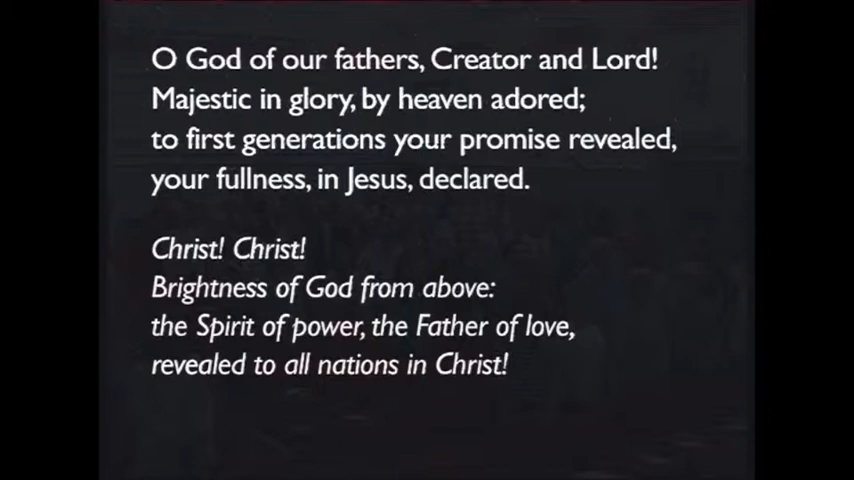 O God of our fathers, Creator and Lord!
Majestic in glory, by heaven adored;
to first generations your promise revealed,
your fullness, in Jesus, declared.
Christ! Christ!
Brightness of God from above:
the Spirit of power, the Father of love,
revealed to all nations in Christ!